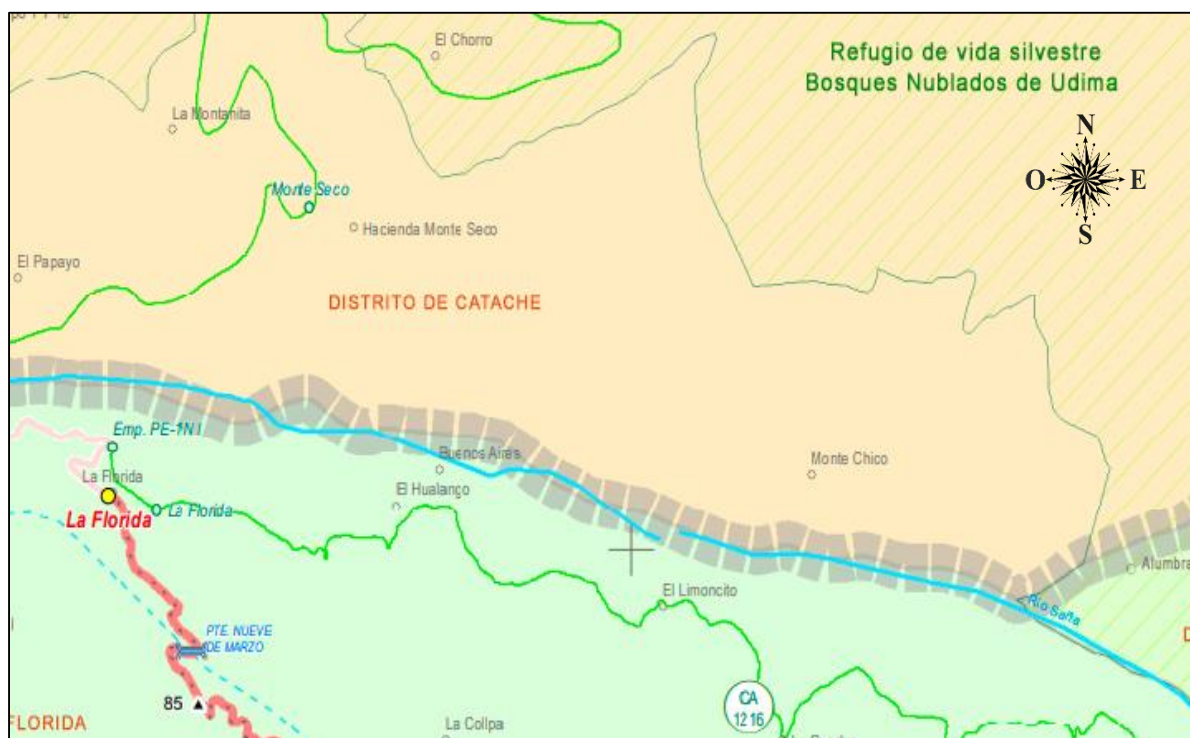 El Chorro
Refugio de vida silvestre
Bosques Nublados de Udima
La Montañita
N
O
E
S
Monte Seco
Hacienda Monte Seco
El Papayo
DISTRITO DE CATACHE
Emp. PE-1N I
Buenos Aires
Monte Chico
La Florida
El Hualanço
La Florida
La Florida
Alumbra
El Limoncito
Río Saña
PTE. NUEVE
DE MARZO
D
85
CA
12 16
FLORIDA
La Collpa